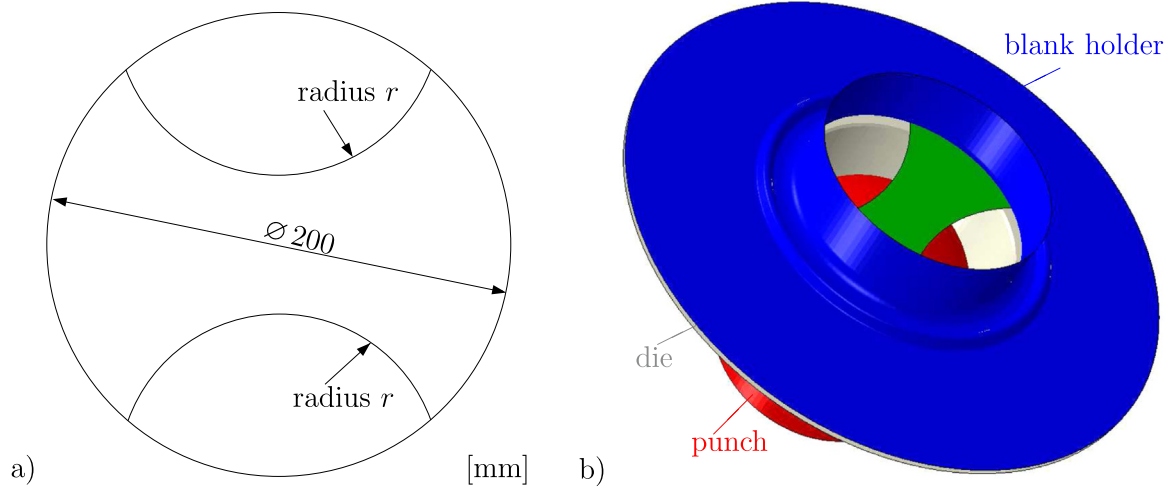 radius r
⌀ 200
radius r
a)
[mm]
blank holder
die
punch
b)